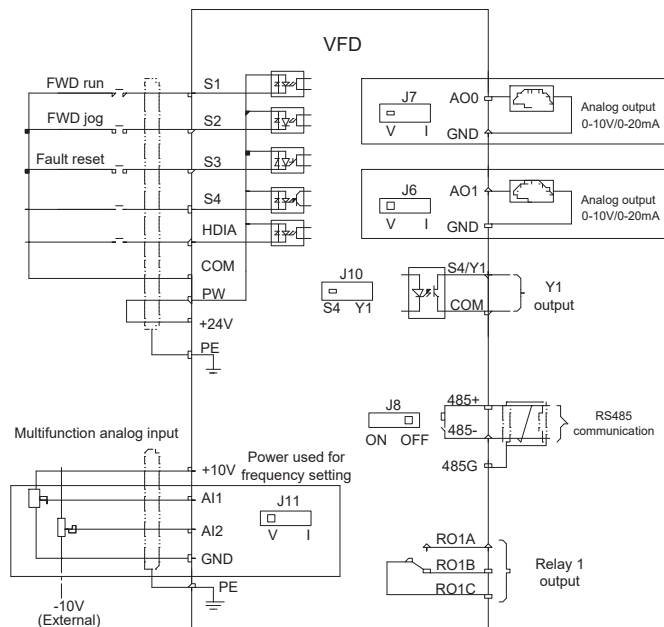 VFD
FWD run
S1
FWD jog
S2
Fault reset
S3
S4
HDIA
COM
PW
+24V
PE
J7
V I
AO0
GND
Analog output
0-10V/0-20mA
J6
V I
AO1
GND
Analog output
0-10V/0-20mA
J10
S4 Y1
S4/Y1
COM
Y1
output
J8
ON OFF
485+
485-
485G
RS485
communication
Multifunction analog input
Power used for
frequency setting
+10V
AI1
AI2
GND
PE
J11
V I
-10V
(External)
RO1A
RO1B
RO1C
Relay 1
output